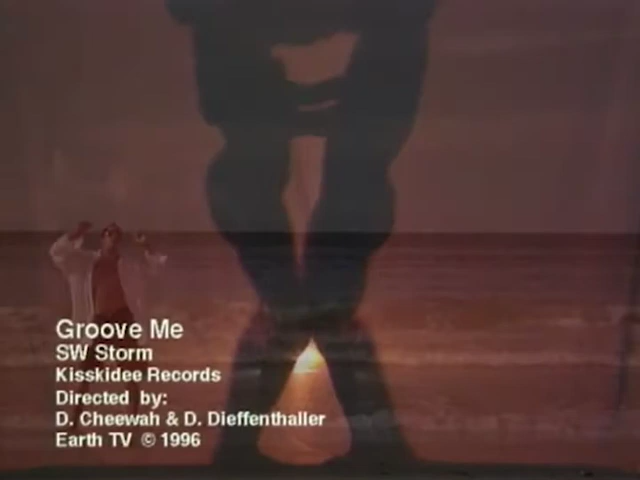 Groove Me
SW Storm
Kisskidee Records
Directed by:
D. Cheewah & D. Dieffenthaller
Earth TV © 1996